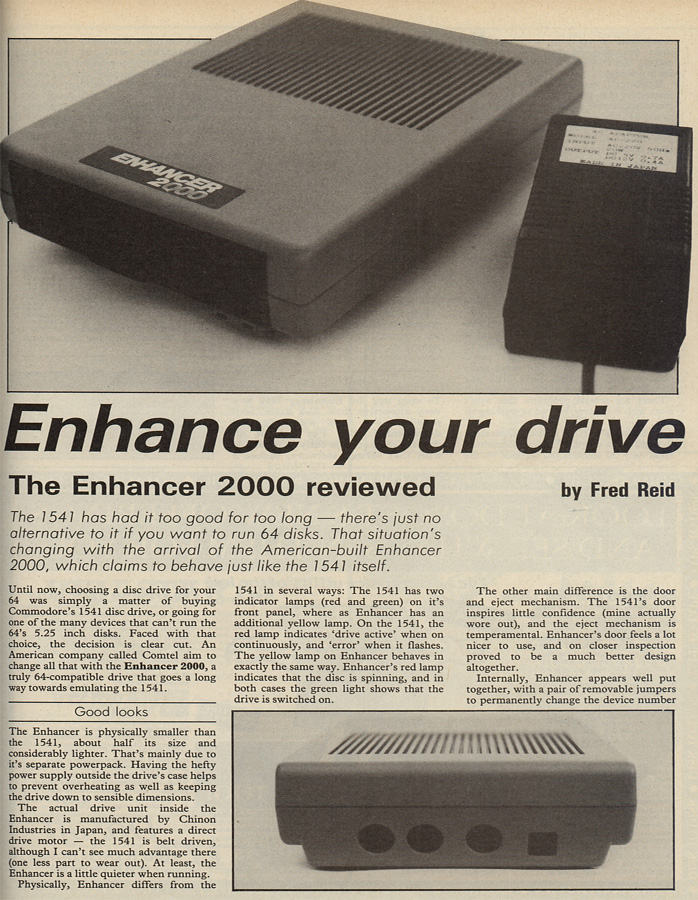 ENHANCER
2000
AC ADAPTOR
INPUT
OUTPUT
MADE IN JAPAN
Enhance your drive
The Enhancer 2000 reviewed
by Fred Reid
The 1541 has had it too good for too long — there's just no
alternative to it if you want to run 64 disks. That situation's
changing with the arrival of the American-built Enhancer
2000, which claims to behave just like the 1541 itself.
Until now, choosing a disc drive for your
64 was simply a matter of buying
Commodore's 1541 disc drive, or going for
one of the many devices that can't run the
64's 5.25 inch disks. Faced with that
choice, the decision is clear cut. An
American company called Comtel aim to
change all that with the Enhancer 2000, a
truly 64-compatible drive that goes a long
way towards emulating the 1541.
Good looks
The Enhancer is physically smaller than
the 1541, about half its size and
considerably lighter. That's mainly due to
it's separate powerpack. Having the hefty
power supply outside the drive's case helps
to prevent overheating as well as keeping
the drive down to sensible dimensions.
The actual drive unit inside the
Enhancer is manufactured by Chinon
Industries in Japan, and features a direct
drive motor — the 1541 is belt driven,
although I can't see much advantage there
(one less part to wear out). At least, the
Enhancer is a little quieter when running.
Physically, Enhancer differs from the
1541 in several ways: The 1541 has two
indicator lamps (red and green) on it's
front panel, where as Enhancer has an
additional yellow lamp. On the 1541, the
red lamp indicates 'drive active' when on
continuously, and 'error' when it flashes.
The yellow lamp on Enhancer behaves in
exactly the same way. Enhancer's red lamp
indicates that the disc is spinning, and in
both cases the green light shows that the
drive is switched on.
The other main difference is the door
and eject mechanism. The 1541's door
inspires little confidence (mine actually
wore out), and the eject mechanism is
temperamental. Enhancer's door feels a lot
nicer to use, and on closer inspection
proved to be a much better design
altogether.
Internally, Enhancer appears well put
together, with a pair of removable jumpers
to permanently change the device number